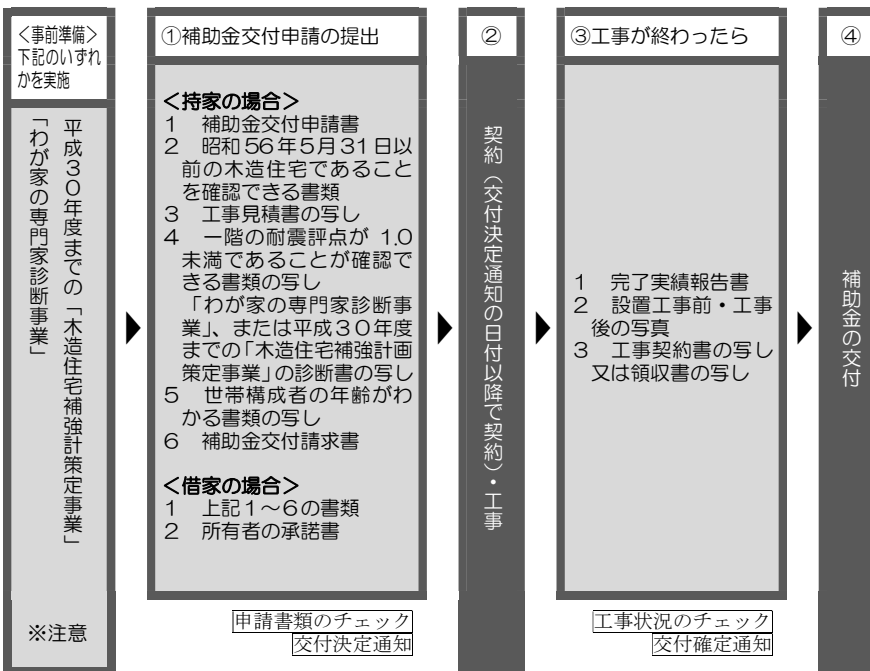 ＜事前準備＞
下記のいずれ
かを実施
平成３０年度までの「木造住宅補強計策定事業」
「わが家の専門家診断事業」
※注意
①補助金交付申請の提出
＜持家の場合＞
１　補助金交付申請書
２　昭和56年5月31日以
前の木造住宅であること
を確認できる書類
３　工事見積書の写し
４　一階の耐震評点が 1.0
未満であることが確認で
きる書類の写し
「わが家の専門家診断事
業」、または平成３０年度
までの「木造住宅補強計画
策定事業」の診断書の写し
５　世帯構成者の年齢がわ
かる書類の写し
６　補助金交付請求書
＜借家の場合＞
１　上記１～６の書類
２　所有者の承諾書
申請書類のチェック
交付決定通知
②
契約（交付決定通知の日付以降で契約）・工事
③工事が終わったら
１　完了実績報告書
２　設置工事前・工事
後の写真
３　工事契約書の写し
又は領収書の写し
工事状況のチェック
交付確定通知
④
補助金の交付